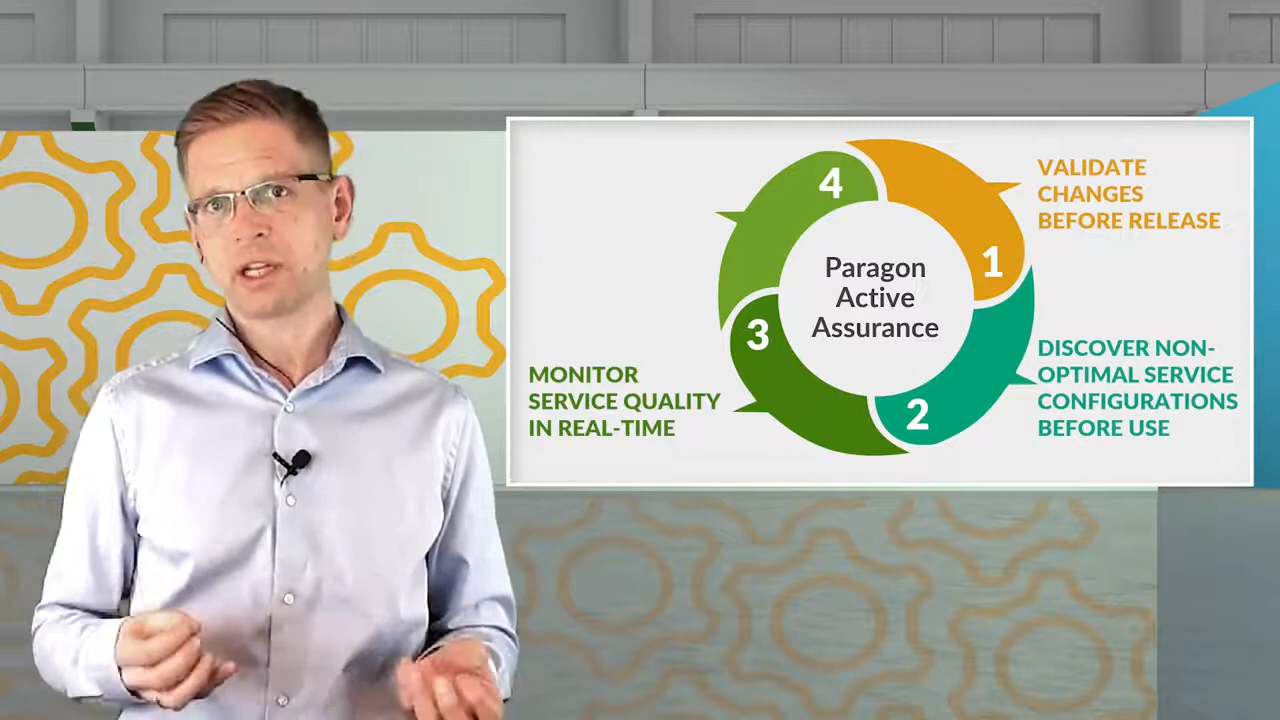 4
VALIDATE
CHANGES
BEFORE RELEASE
1
Paragon
Active
Assurance
3
DISCOVER NON-
OPTIMAL SERVICE
CONFIGURATIONS
BEFORE USE
MONITOR
SERVICE QUALITY
IN REAL-TIME
2